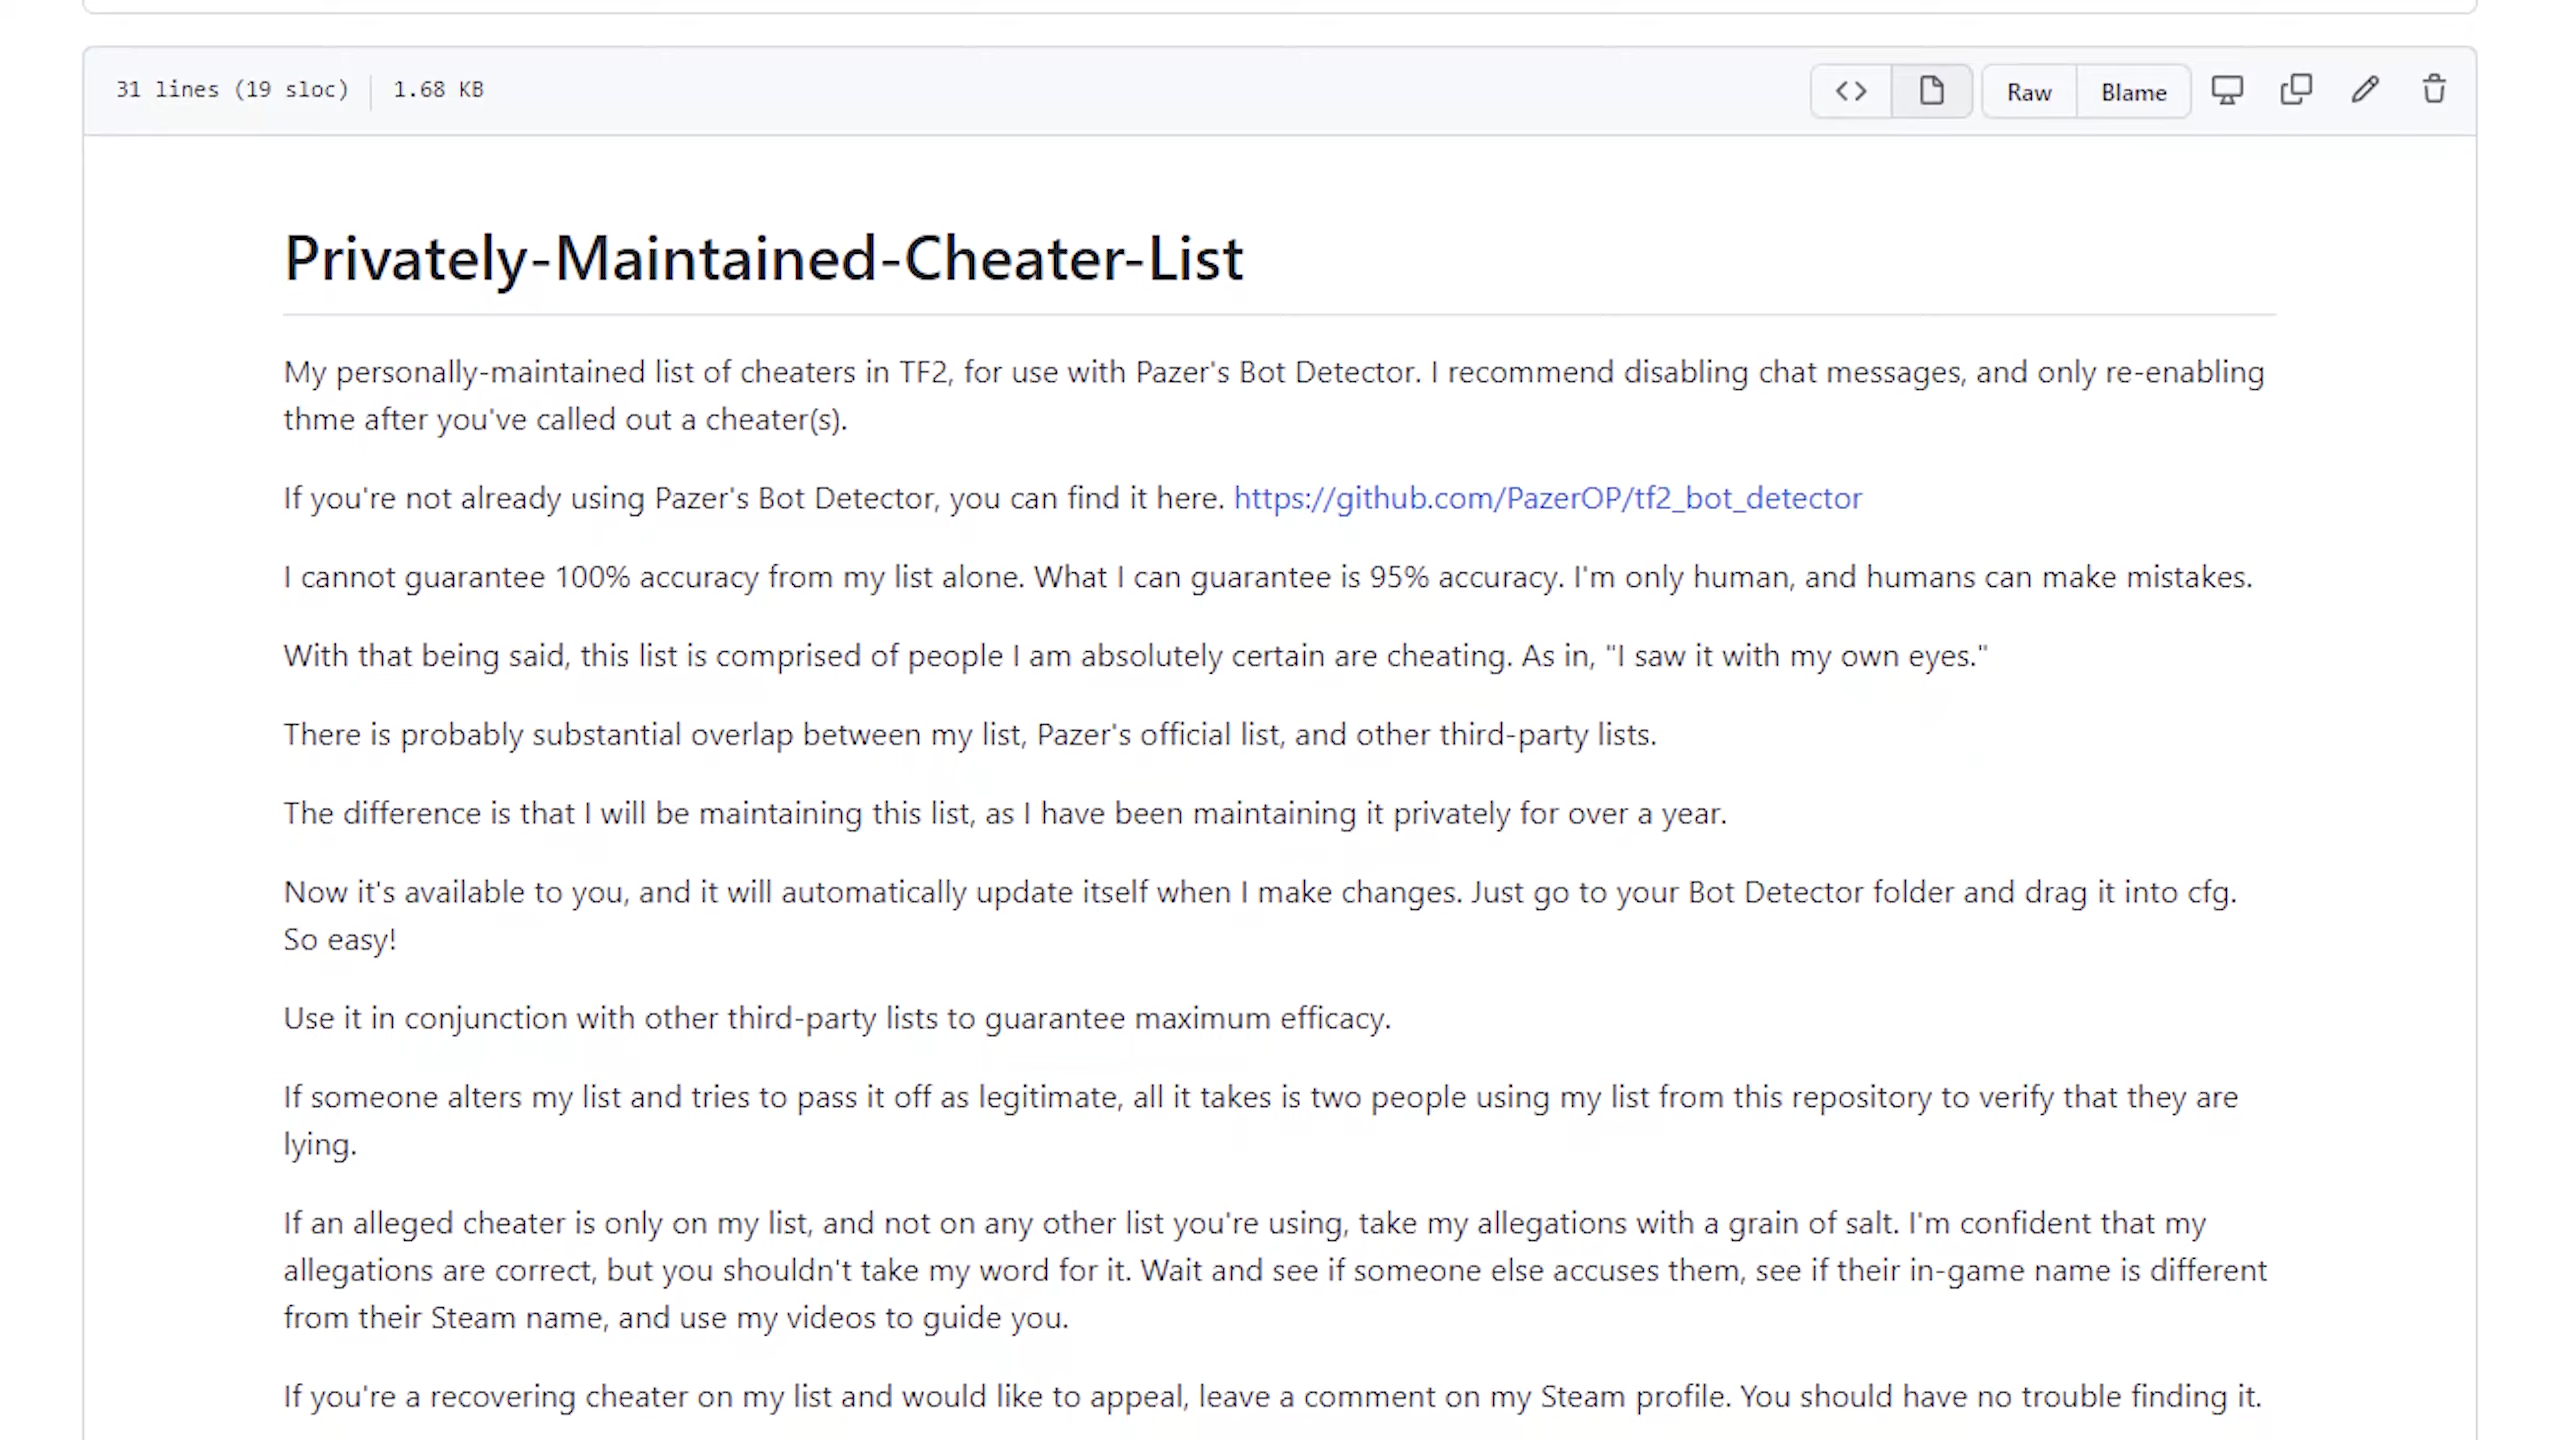 31 lines (19 sloc) 1.68 KB Raw Blame
Privately-Maintained-Cheater-List
My personally-maintained list of cheaters in TF2, for use with Pazer's Bot Detector. I recommend disabling chat messages, and only re-enabling
thme after you've called out a cheater(s).
If you're not already using Pazer's Bot Detector, you can find it here. https://github.com/PazerOP/tf2_bot_detector
I cannot guarantee 100% accuracy from my list alone. What I can guarantee is 95% accuracy. I'm only human, and humans can make mistakes.
With that being said, this list is comprised of people I am absolutely certain are cheating. As in, "I saw it with my own eyes."
There is probably substantial overlap between my list, Pazer's official list, and other third-party lists.
The difference is that I will be maintaining this list, as I have been maintaining it privately for over a year.
Now it's available to you, and it will automatically update itself when I make changes. Just go to your Bot Detector folder and drag it into cfg.
So easy!
Use it in conjunction with other third-party lists to guarantee maximum efficacy.
If someone alters my list and tries to pass it off as legitimate, all it takes is two people using my list from this repository to verify that they are
lying.
If an alleged cheater is only on my list, and not on any other list you're using, take my allegations with a grain of salt. I'm confident that my
allegations are correct, but you shouldn't take my word for it. Wait and see if someone else accuses them, see if their in-game name is different
from their Steam name, and use my videos to guide you.
If you're a recovering cheater on my list and would like to appeal, leave a comment on my Steam profile. You should have no trouble finding it.